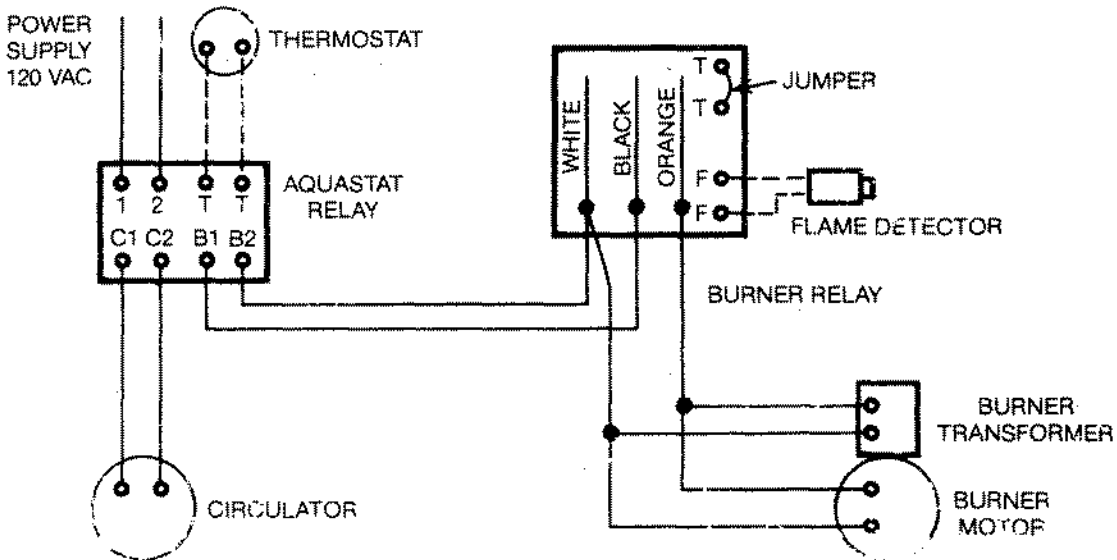 POWER
SUPPLY
120 VAC
THERMOSTAT
1 2 T T
C1 C2 B1 B2
AQUASTAT
RELAY
CIRCULATOR
WHITE
BLACK
ORANGE
T
T
JUMPER
F
F
FLAME DETECTOR
BURNER RELAY
BURNER
TRANSFORMER
BURNER
MOTOR